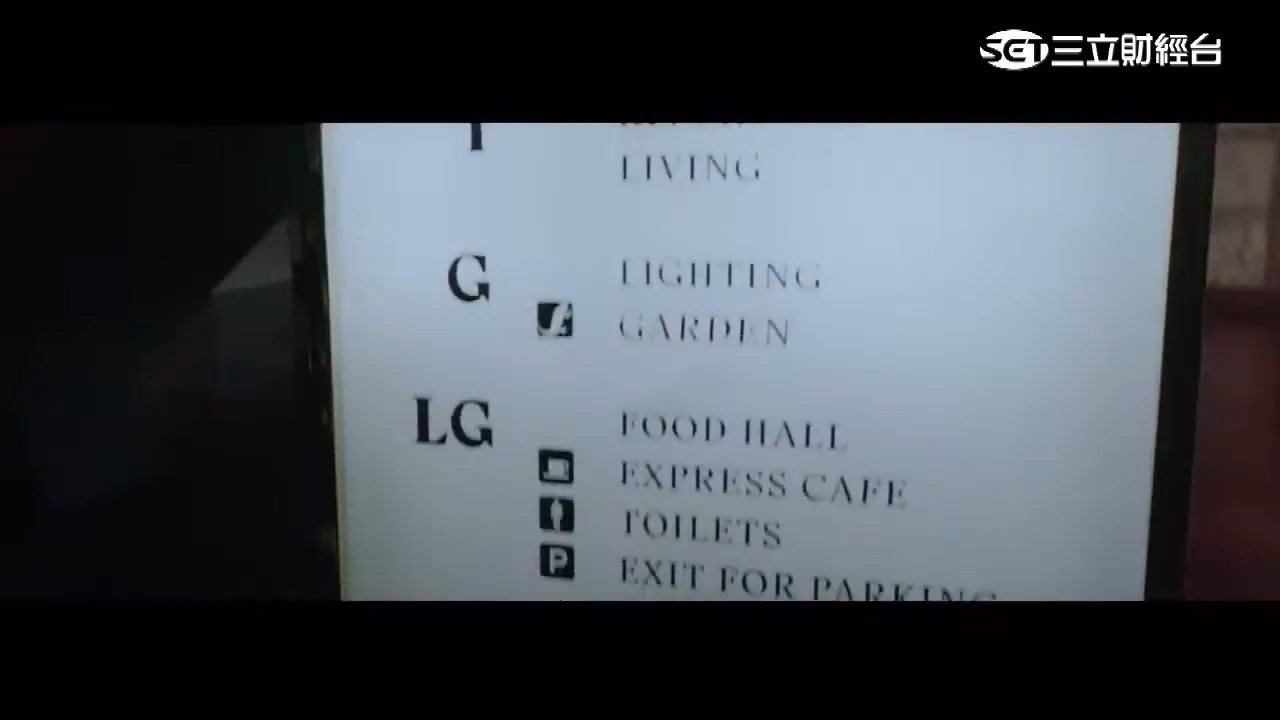 SET三立財經台
LIVING
G LIGHTING
GARDEN
LG FOOD HALL
EXPRESS CAFE
TOILETS
P EXIT FOR PARKING